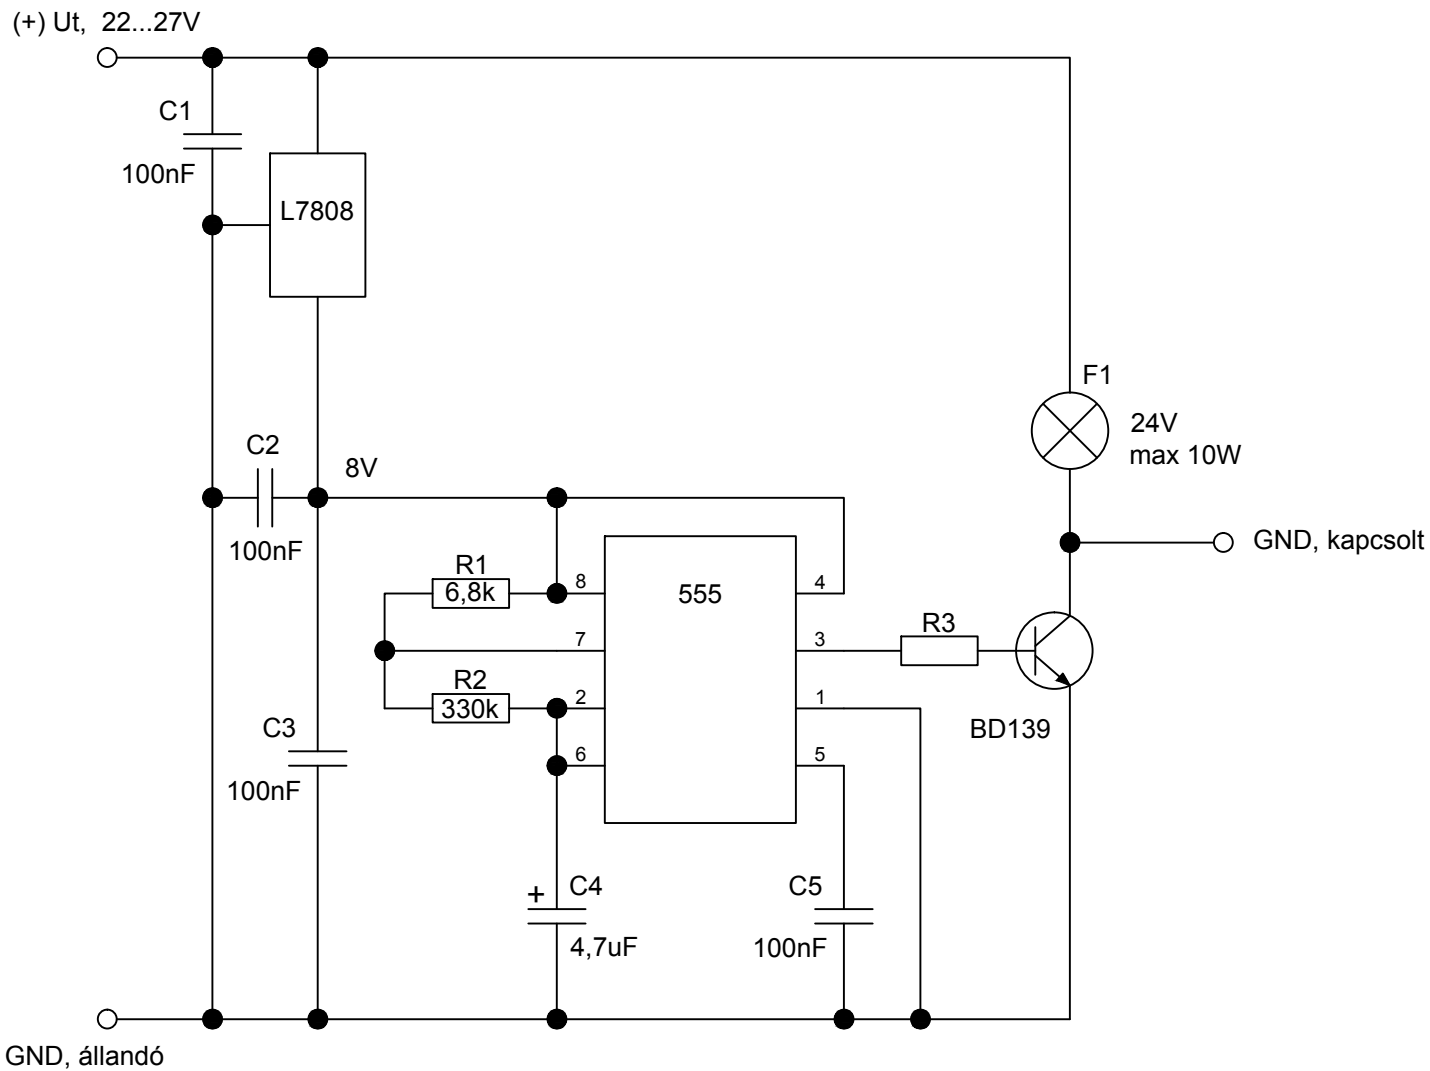 (+) Ut, 22...27V
C1
100nF
L7808
F1
24V
max 10W
C2
8V
100nF
GND, kapcsolt
R1
6,8k
8
555
4
7
3
R3
R2
330k
2
1
BD139
C3
6
5
100nF
+ C4
C5
4,7uF
100nF
GND, állandó